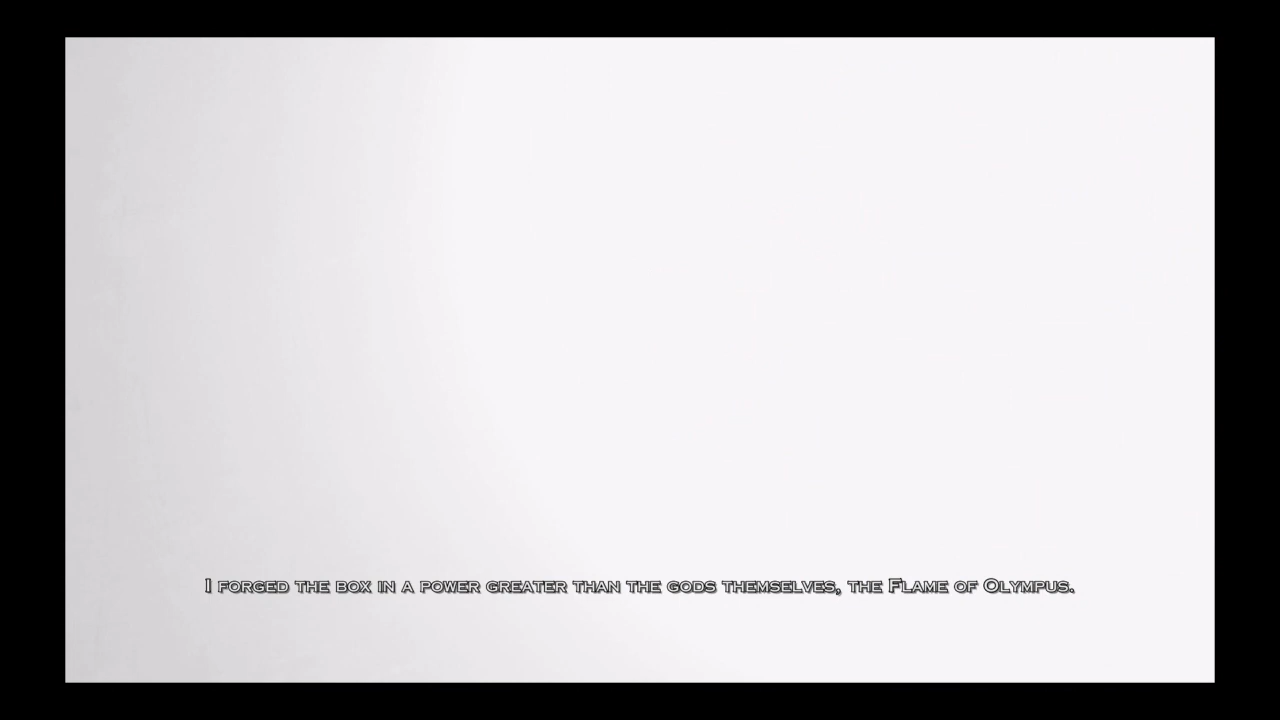 I forged the box in a power greater than the gods themselves, the Flame of Olympus.